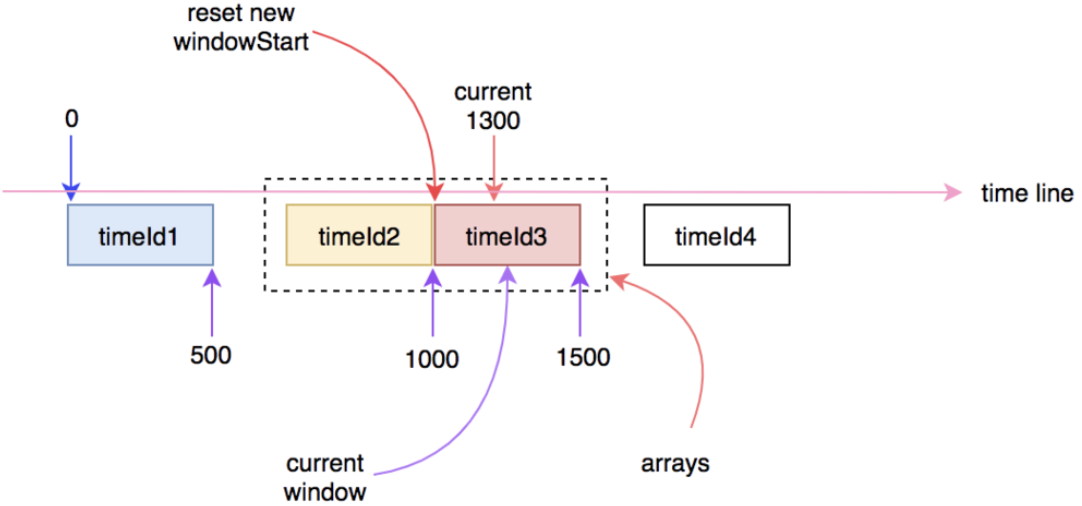 reset new
windowStart
current
1300
0
time line
timeId1
timeId2
timeId3
timeId4
500
1000
1500
current
window
arrays